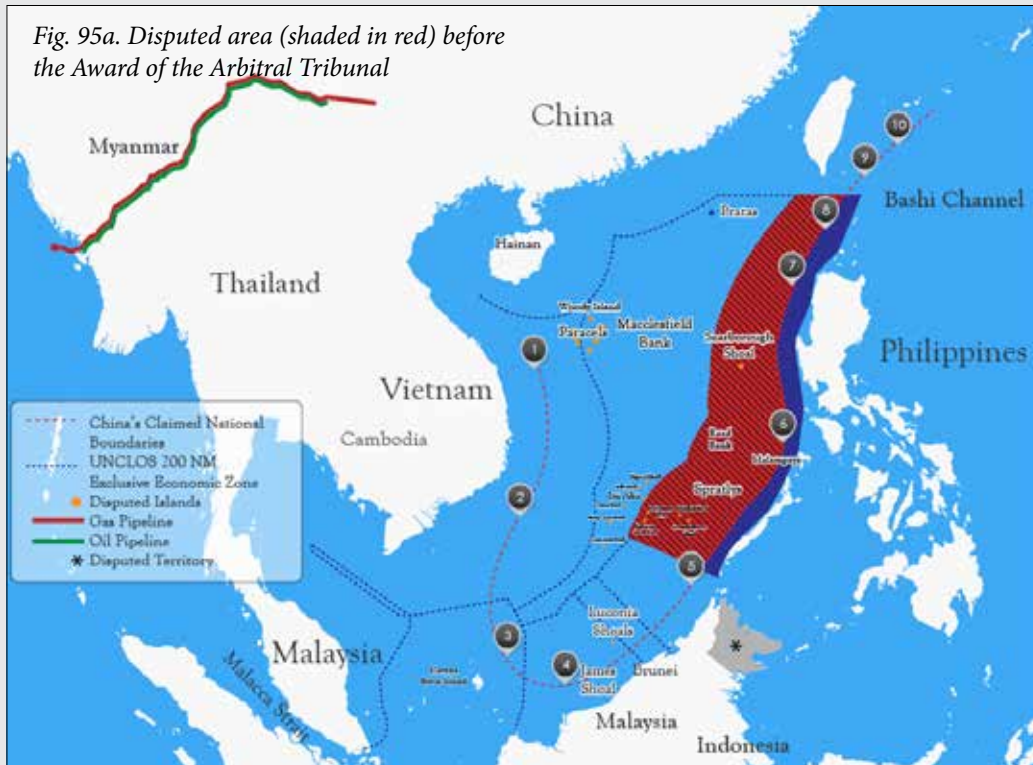 Fig. 95a. Disputed area (shaded in red) before
the Award of the Arbitral Tribunal
China
Myanmar
10
9
Bashi Channel
8
Pratas
Hainan
7
Thailand
Woody Island
Paracels
Macclesfield
Bank
Scarborough
Shoal
1
Philippines
Vietnam
Cambodia
6
Reed
Bank
Malampaya
Spratlys
2
5
China's Claimed National
Boundaries
UNCLOS 200 NM
Exclusive Economic Zone
Disputed Islands
Gas Pipeline
Oil Pipeline
* Disputed Territory
Luconia
Shoals
3
*
Malaysia
4
James
Shoal
Brunei
Malacca Strait
Malaysia
Indonesia